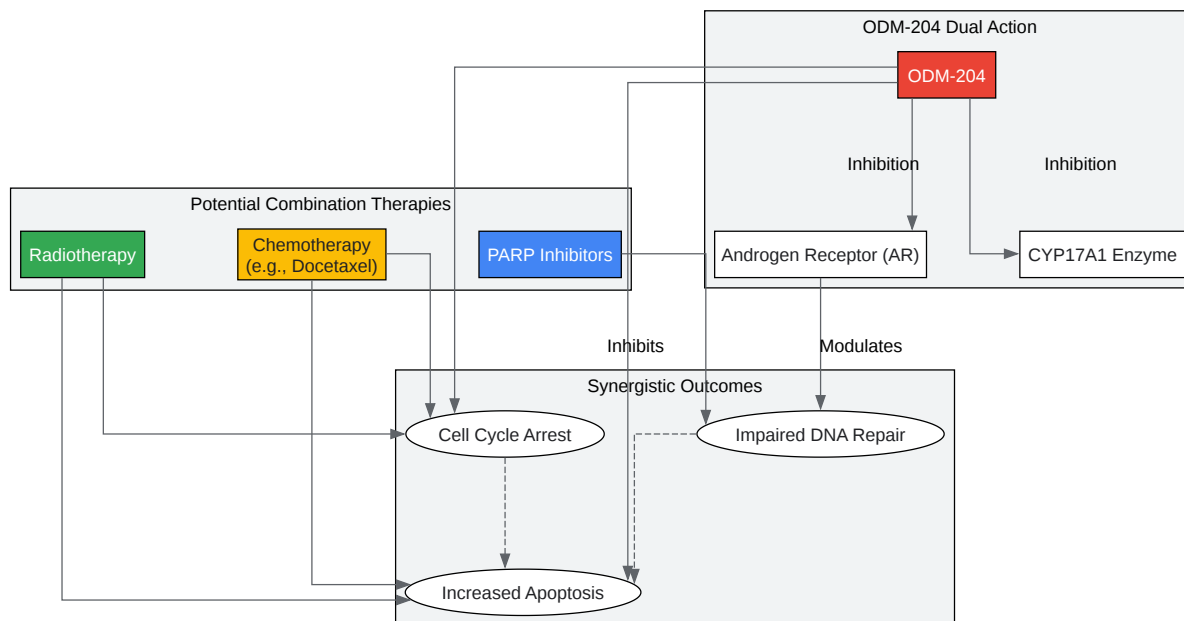 ODM-204 Dual Action
ODM-204
Inhibition
Inhibition
Potential Combination Therapies
Radiotherapy
Chemotherapy
(e.g., Docetaxel)
PARP Inhibitors
Androgen Receptor (AR)
CYP17A1 Enzyme
Inhibits
Modulates
Synergistic Outcomes
Cell Cycle Arrest
Impaired DNA Repair
Increased Apoptosis